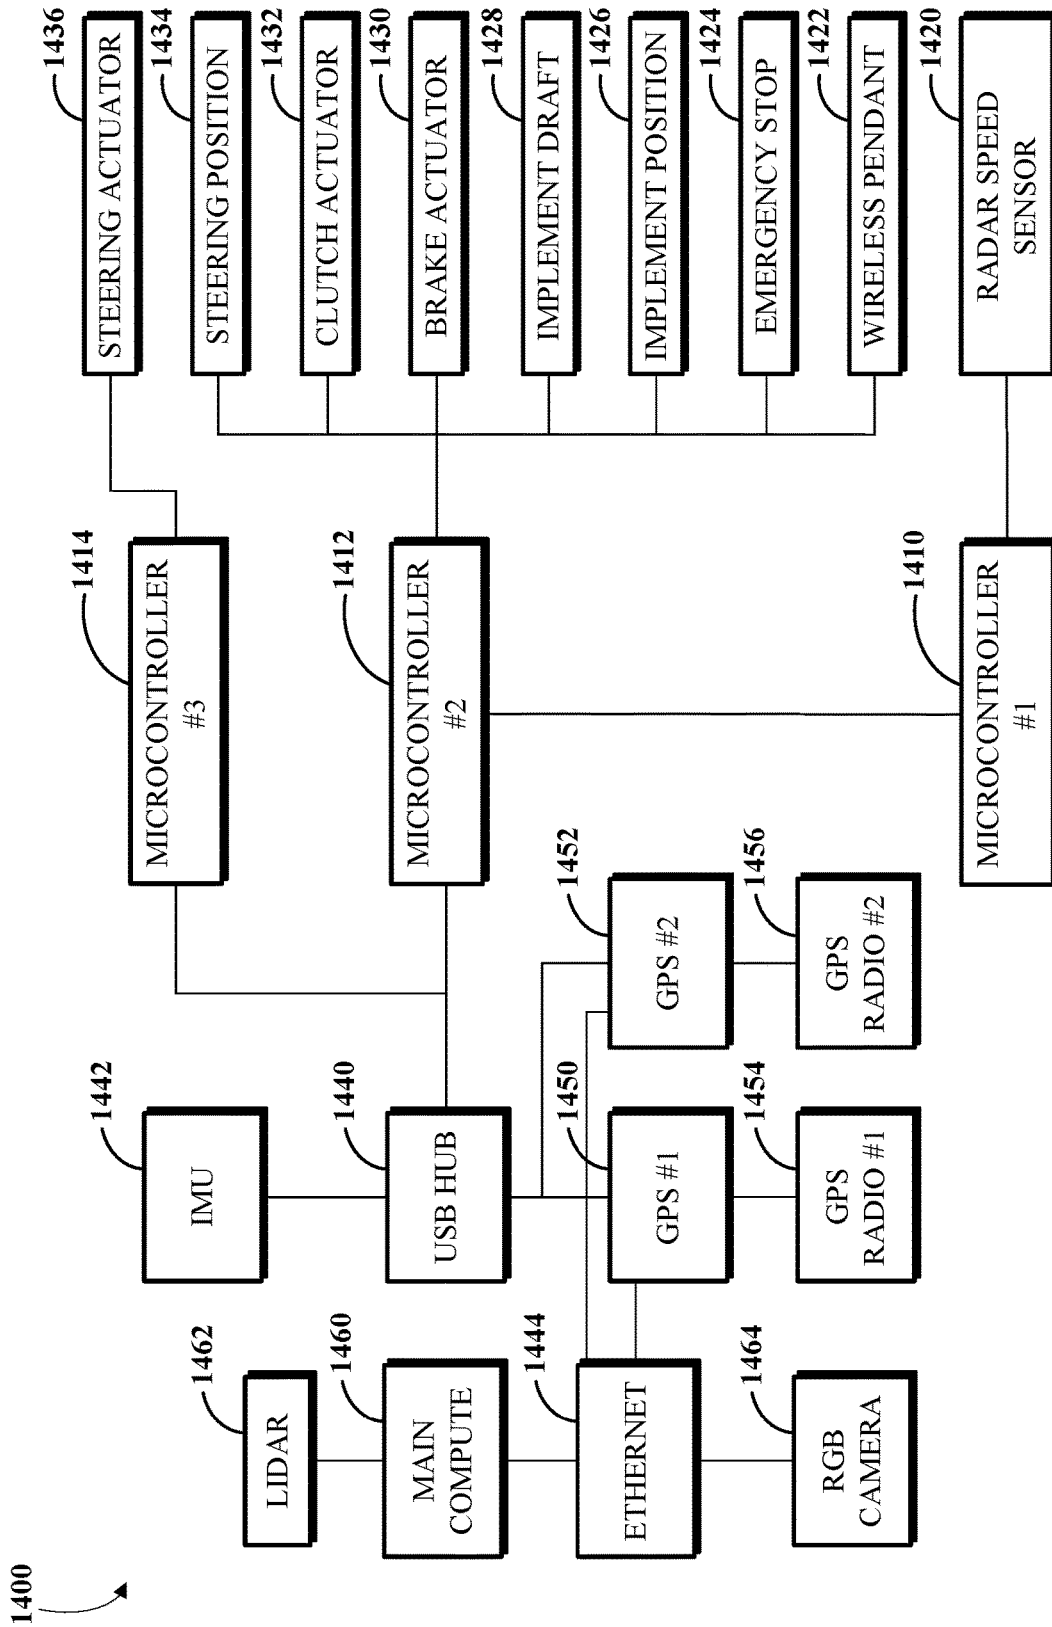 1400
LIDAR
1462
MAIN
COMPUTE
1460
ETHERNET
1444
RGB
CAMERA
1464
IMU
1442
USB HUB
1440
GPS #1
1450
GPS
RADIO #1
1454
GPS #2
1452
GPS
RADIO #2
1456
MICROCONTROLLER
#3
1414
MICROCONTROLLER
#2
1412
MICROCONTROLLER
#1
1410
STEERING ACTUATOR
1436
STEERING POSITION
1434
CLUTCH ACTUATOR
1432
BRAKE ACTUATOR
1430
IMPLEMENT DRAFT
1428
IMPLEMENT POSITION
1426
EMERGENCY STOP
1424
WIRELESS PENDANT
1422
RADAR SPEED
SENSOR
1420